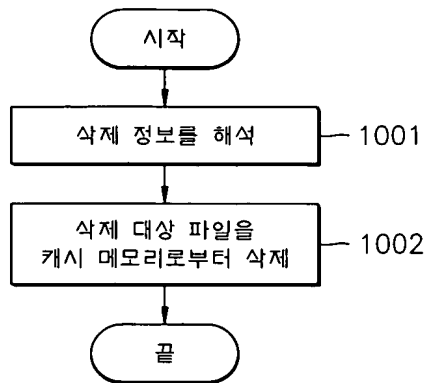 시작
삭제 정보를 해석
1001
삭제 대상 파일을
캐시 메모리로부터 삭제
1002
끝